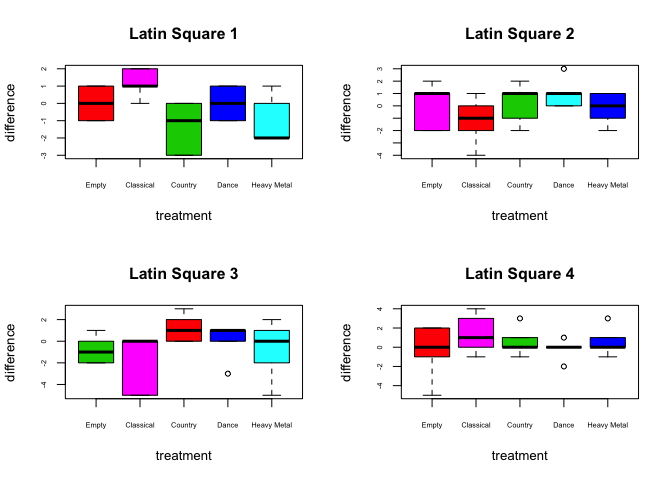 Latin Square 1
difference
2
1
0
-1
-2
-3
Empty Classical Country Dance Heavy Metal
treatment
Latin Square 2
difference
3
2
1
0
-2
-4
Empty Classical Country Dance Heavy Metal
treatment
Latin Square 3
difference
2
0
-2
-4
Empty Classical Country Dance Heavy Metal
treatment
Latin Square 4
difference
4
2
0
-2
-4
Empty Classical Country Dance Heavy Metal
treatment